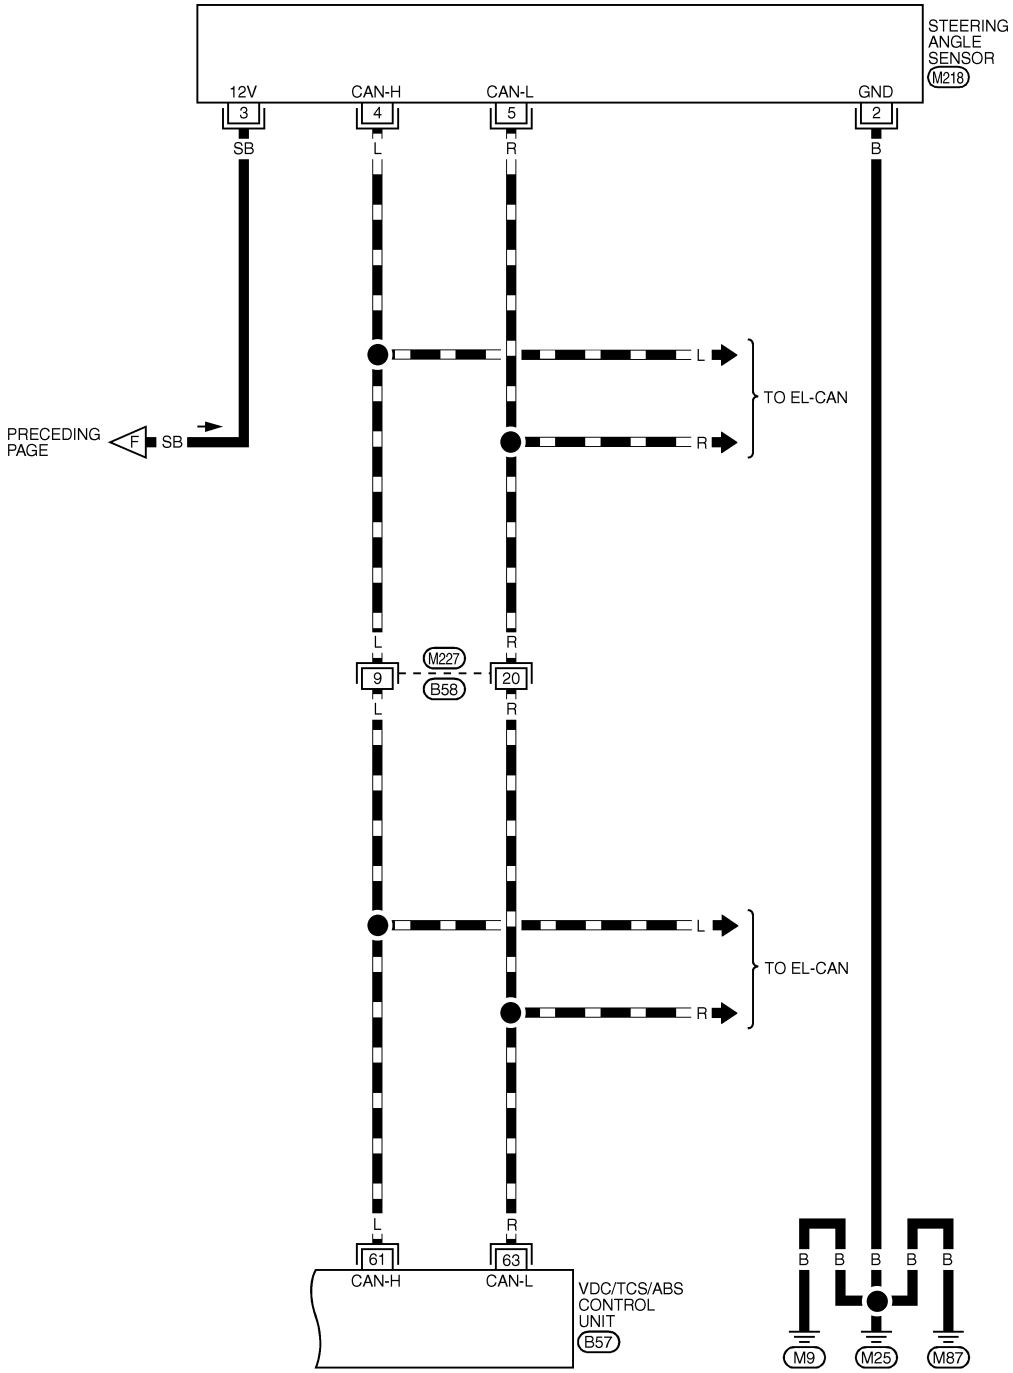 STEERING
ANGLE
SENSOR
M218
12V
CAN-H
CAN-L
GND
3
4
5
2
SB
L
R
B
L
TO EL-CAN
PRECEDING
PAGE
F
SB
R
L
R
M227
9
20
B58
L
R
L
TO EL-CAN
R
L
R
61
63
CAN-H
CAN-L
VDC/TCS/ABS
CONTROL
UNIT
B57
B
B
B
B
B
M9
M25
M87